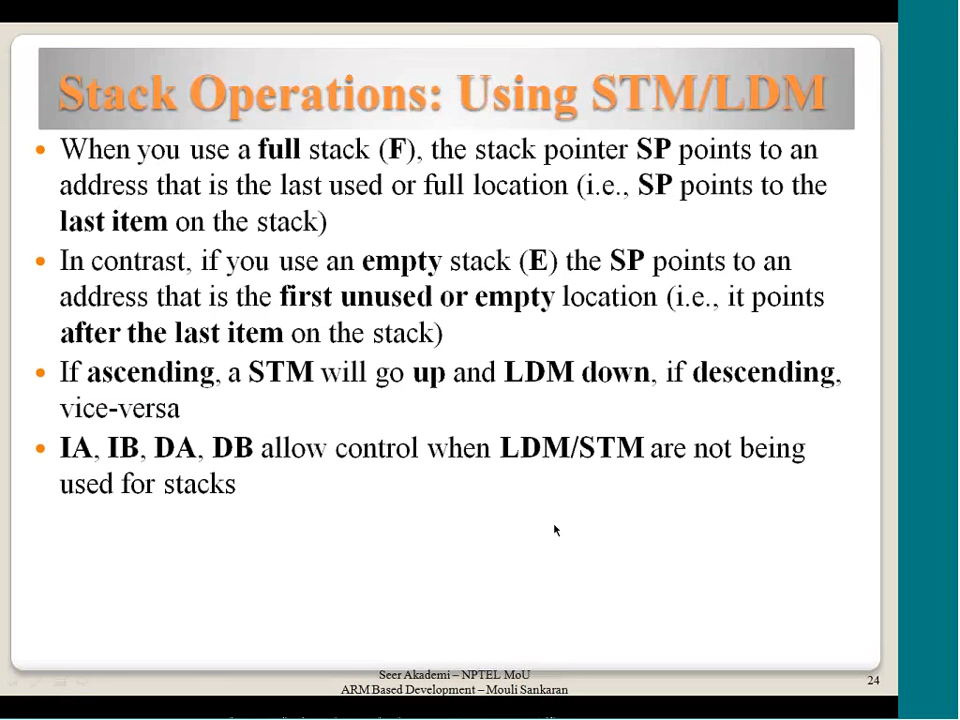 Stack Operations: Using STM/LDM
• When you use a full stack (F), the stack pointer SP points to an
address that is the last used or full location (i.e., SP points to the
last item on the stack)
• In contrast, if you use an empty stack (E) the SP points to an
address that is the first unused or empty location (i.e., it points
after the last item on the stack)
• If ascending, a STM will go up and LDM down, if descending,
vice-versa
• IA, IB, DA, DB allow control when LDM/STM are not being
used for stacks
Seer Akademi – NPTEL MoU
ARM Based Development – Mouli Sankaran
24